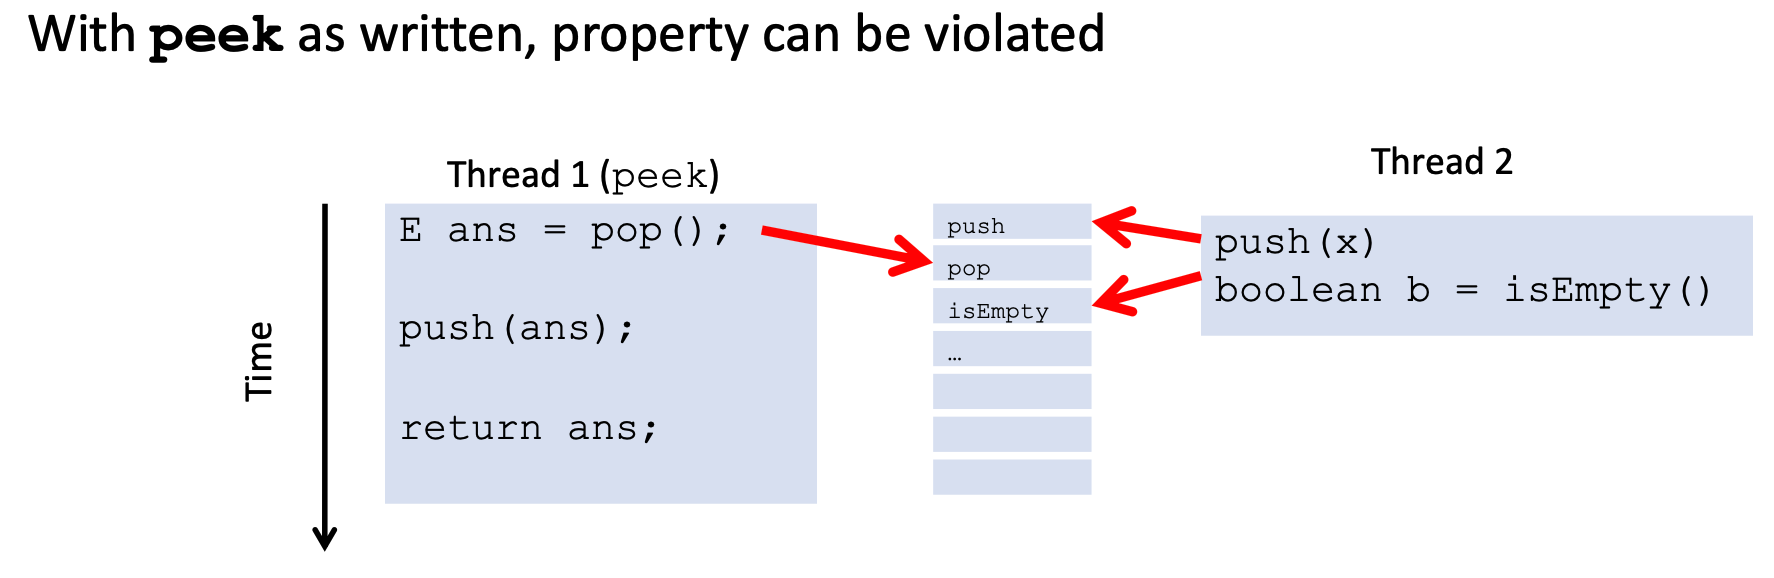 With peek as written, property can be violated
Thread 1 (peek)
Thread 2
Time
E ans = pop();
push(ans);
return ans;
push
pop
isEmpty
…
push(x)
boolean b = isEmpty()